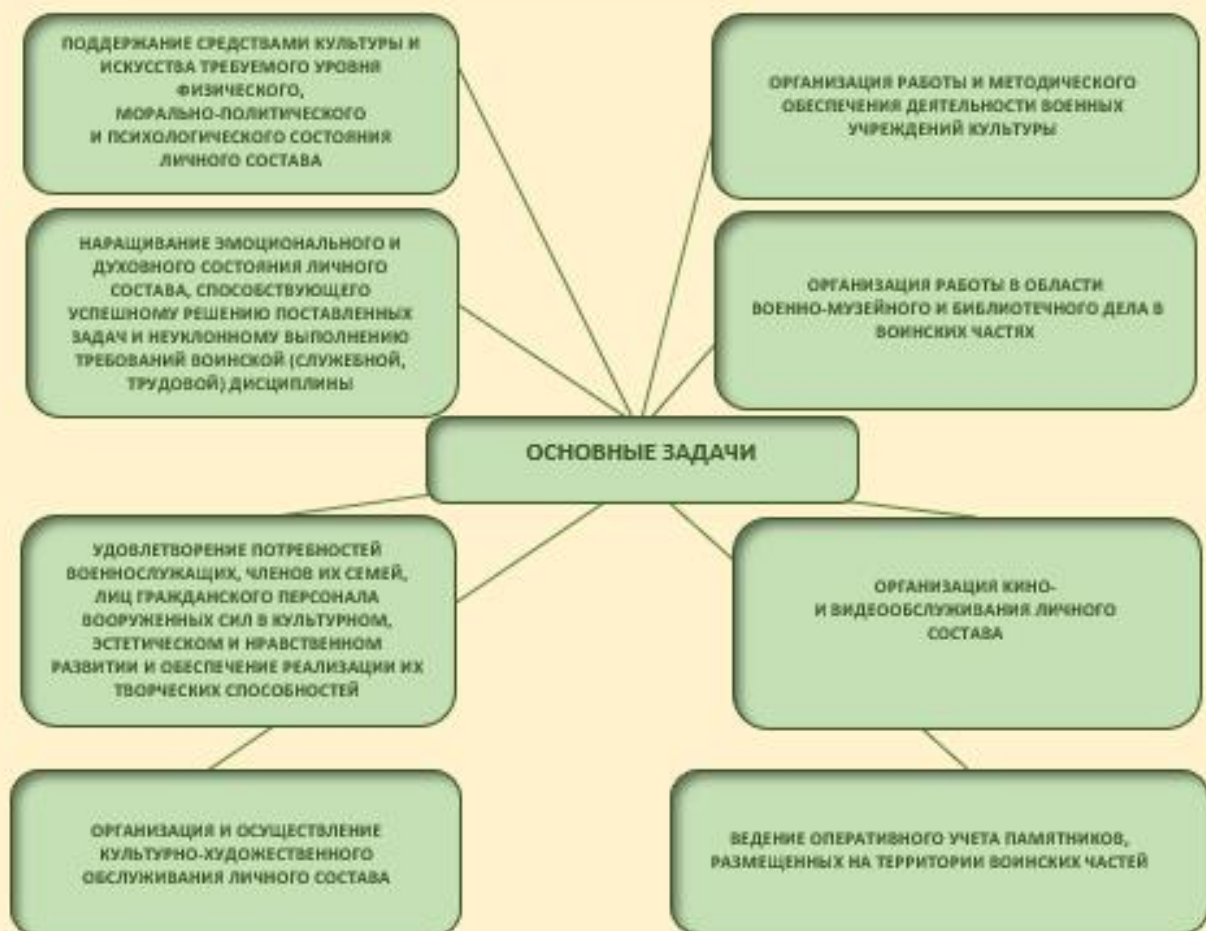 ПОДДЕРЖАНИЕ СРЕДСТВАМИ КУЛЬТУРЫ И
ИСКУССТВА ТРЕБУЕМОГО УРОВНЯ
ФИЗИЧЕСКОГО,
МОРАЛЬНО-ПОЛИТИЧЕСКОГО
И ПСИХОЛОГИЧЕСКОГО СОСТОЯНИЯ
ЛИЧНОГО СОСТАВА
ОРГАНИЗАЦИЯ РАБОТЫ И МЕТОДИЧЕСКОГО
ОБЕСПЕЧЕНИЯ ДЕЯТЕЛЬНОСТИ ВОЕННЫХ
УЧРЕЖДЕНИЙ КУЛЬТУРЫ
НАРАЩИВАНИЕ ЭМОЦИОНАЛЬНОГО И
ДУХОВНОГО СОСТОЯНИЯ ЛИЧНОГО
СОСТАВА, СПОСОБСТВУЮЩЕГО
УСПЕШНОМУ РЕШЕНИЮ ПОСТАВЛЕННЫХ
ЗАДАЧ И НЕУКЛОННОМУ ВЫПОЛНЕНИЮ
ТРЕБОВАНИЙ ВОИНСКОЙ (СЛУЖЕБНОЙ,
ТРУДОВОЙ) ДИСЦИПЛИНЫ
ОРГАНИЗАЦИЯ РАБОТЫ В ОБЛАСТИ
ВОЕННО-МУЗЕЙНОГО И БИБЛИОТЕЧНОГО ДЕЛА В
ВОИНСКИХ ЧАСТЯХ
ОСНОВНЫЕ ЗАДАЧИ
УДОВЛЕТВОРЕНИЕ ПОТРЕБНОСТЕЙ
ВОЕННОСЛУЖАЩИХ, ЧЛЕНОВ ИХ СЕМЕЙ,
ЛИЦ ГРАЖДАНСКОГО ПЕРСОНАЛА
ВООРУЖЕННЫХ СИЛ В КУЛЬТУРНОМ,
ЭСТЕТИЧЕСКОМ И НРАВСТВЕННОМ
РАЗВИТИИ И ОБЕСПЕЧЕНИЕ РЕАЛИЗАЦИИ ИХ
ТВОРЧЕСКИХ СПОСОБНОСТЕЙ
ОРГАНИЗАЦИЯ КИНО-
И ВИДЕООБСЛУЖИВАНИЯ ЛИЧНОГО
СОСТАВА
ОРГАНИЗАЦИЯ И ОСУЩЕСТВЛЕНИЕ
КУЛЬТУРНО-ХУДОЖЕСТВЕННОГО
ОБСЛУЖИВАНИЯ ЛИЧНОГО СОСТАВА
ВЕДЕНИЕ ОПЕРАТИВНОГО УЧЕТА ПАМЯТНИКОВ,
РАЗМЕЩЕННЫХ НА ТЕРРИТОРИИ ВОИНСКИХ ЧАСТЕЙ